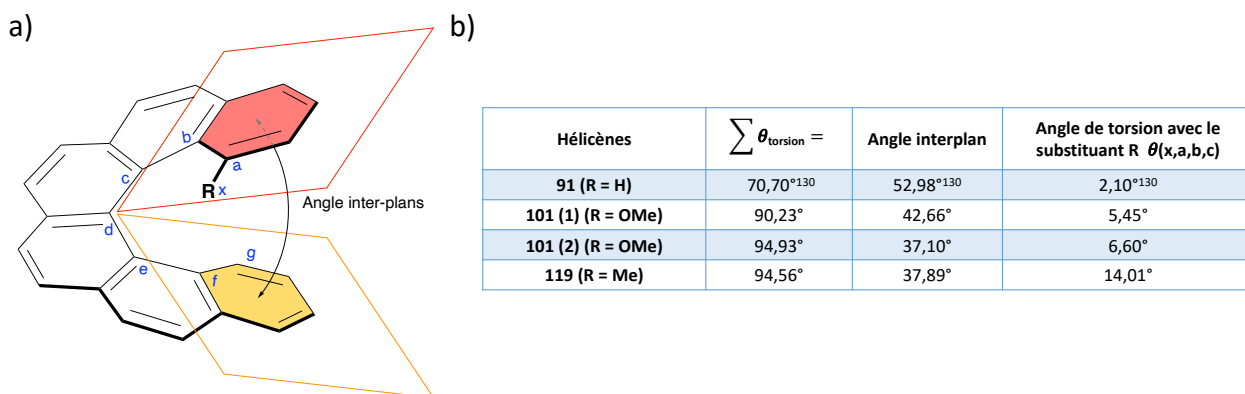 a)
b
a
R x
c
Angle inter-plans
d
g
e
f
b)
Hélicènes
∑ θtorsion =
Angle interplan
Angle de torsion avec le
substituant R θ(x,a,b,c)
91 (R = H) 70,70°130 52,98°130 2,10°130
101 (1) (R = OMe) 90,23° 42,66° 5,45°
101 (2) (R = OMe) 94,93° 37,10° 6,60°
119 (R = Me) 94,56° 37,89° 14,01°